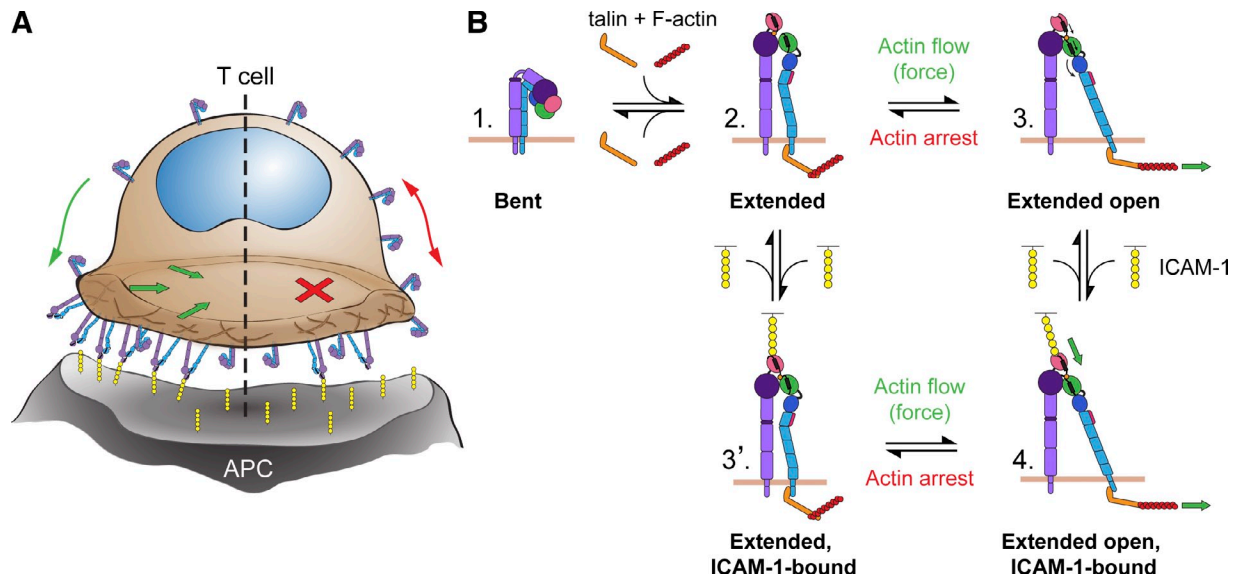 A
T cell
APC
B
talin + F-actin
1.
2.
Actin flow
(force)
Actin arrest
3.
Bent
Extended
Extended open
ICAM-1
3’.
Actin flow
(force)
Actin arrest
4.
Extended,
ICAM-1-bound
Extended open,
ICAM-1-bound